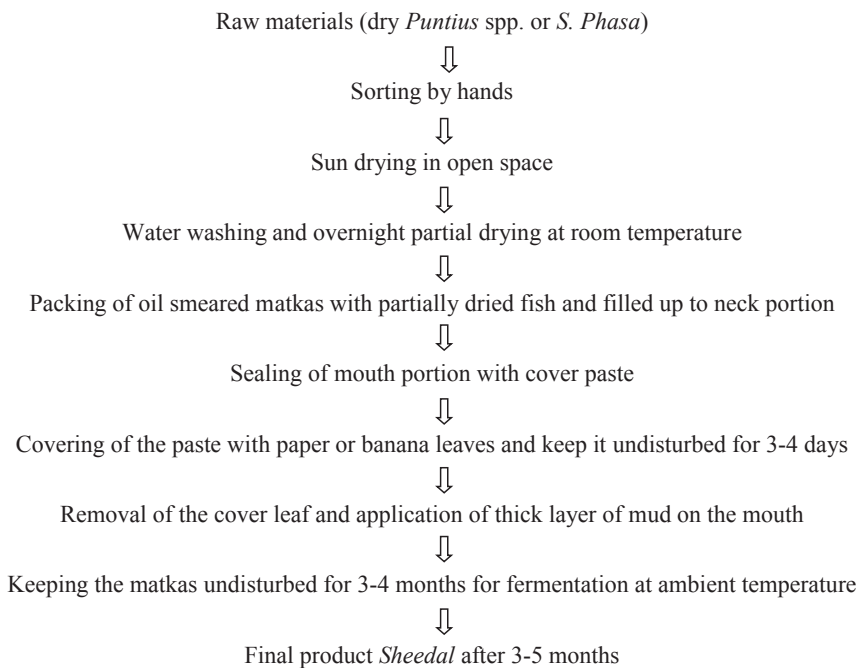 Raw materials (dry Puntius spp. or S. Phasa)
Sorting by hands
Sun drying in open space
Water washing and overnight partial drying at room temperature
Packing of oil smeared matkas with partially dried fish and filled up to neck portion
Sealing of mouth portion with cover paste
Covering of the paste with paper or banana leaves and keep it undisturbed for 3-4 days
Removal of the cover leaf and application of thick layer of mud on the mouth
Keeping the matkas undisturbed for 3-4 months for fermentation at ambient temperature
Final product Sheedal after 3-5 months